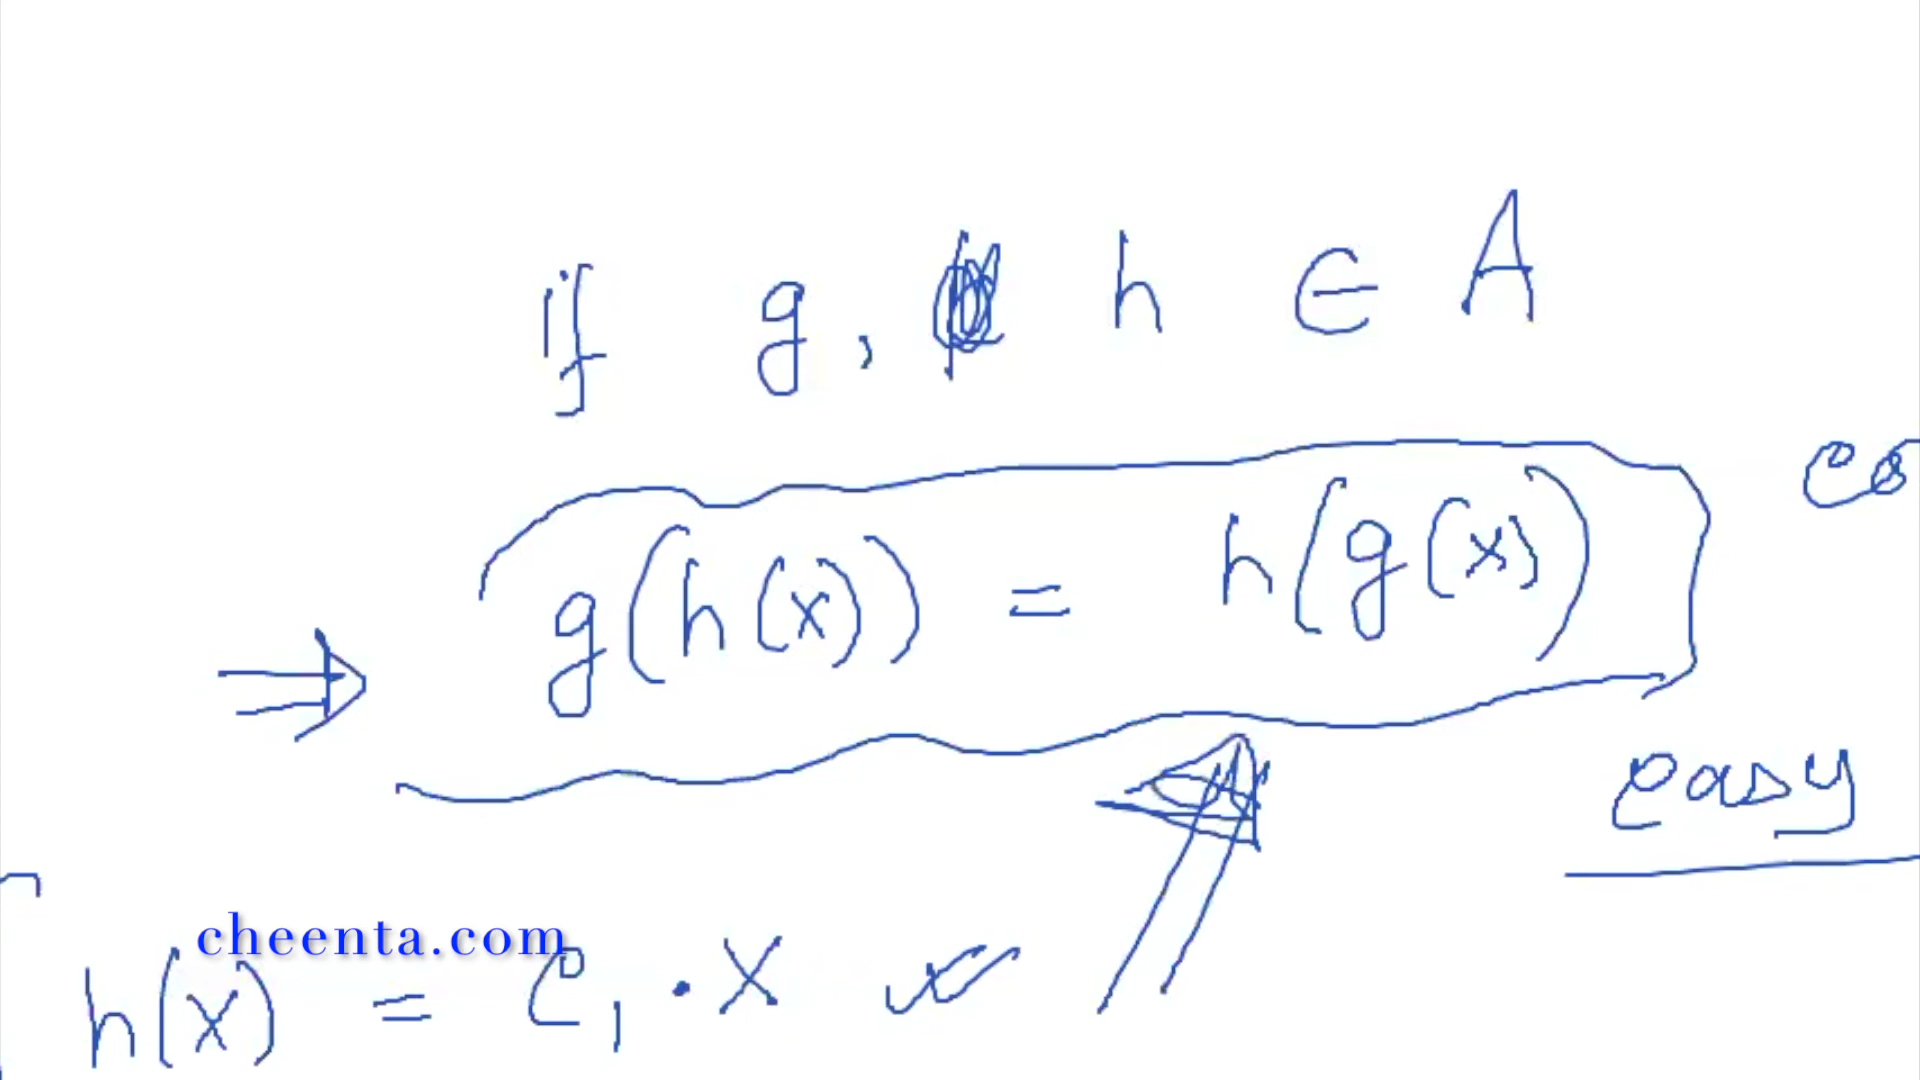 if g, h ∈ A
⇒ g(h(x)) = h(g(x))
easy
cheenta.com
h(x) = c₁ · x